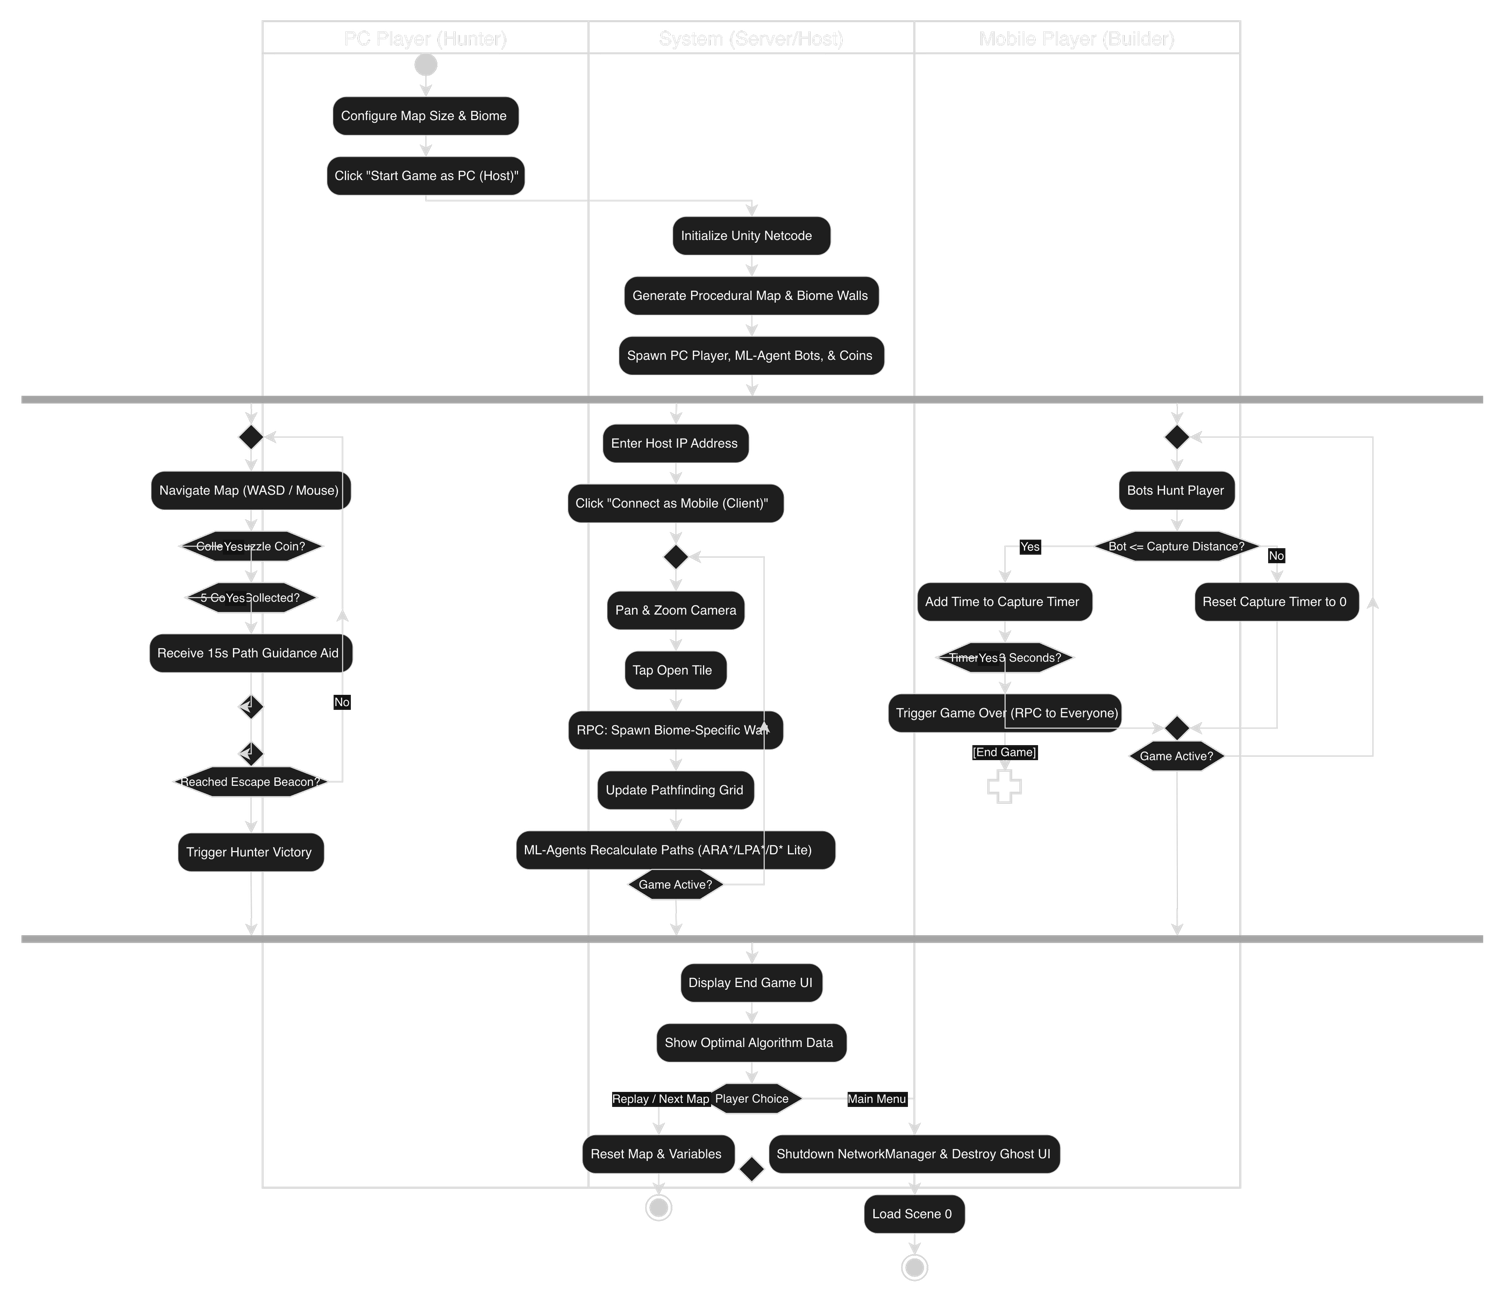 PC Player (Hunter)
System (Server/Host)
Mobile Player (Builder)
Configure Map Size & Biome
Click "Start Game as PC (Host)"
Initialize Unity Netcode
Generate Procedural Map & Biome Walls
Spawn PC Player, ML-Agent Bots, & Coins
Navigate Map (WASD / Mouse)
Yes
Coin?
Yes
5
Receive 15s Path Guidance Aid
No
Reached Escape Beacon?
Trigger Hunter Victory
Enter Host IP Address
Click "Connect as Mobile (Client)"
Pan & Zoom Camera
Tap Open Tile
RPC: Spawn Biome-Specific Wall
Update Pathfinding Grid
ML-Agents Recalculate Paths (ARA*/LPA*/D* Lite)
Game Active?
Bots Hunt Player
Bot <= Capture Distance?
Yes
No
Add Time to Capture Timer
Reset Capture Timer to 0
Timer
Yes
Seconds?
Trigger Game Over (RPC to Everyone)
[End Game]
Game Active?
Display End Game UI
Show Optimal Algorithm Data
Replay / Next Map
Player Choice
Main Menu
Reset Map & Variables
Shutdown NetworkManager & Destroy Ghost UI
Load Scene 0